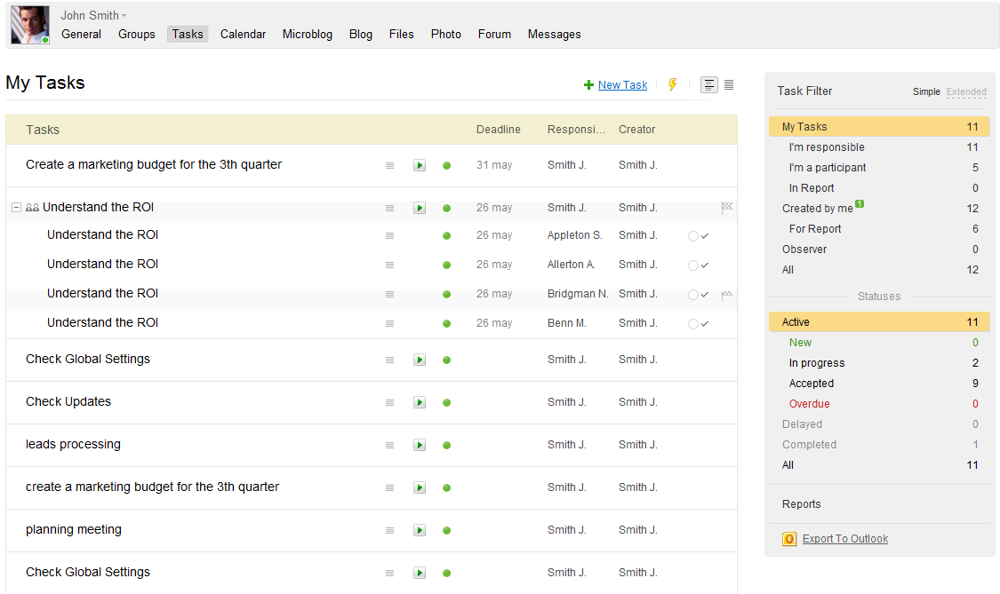 John Smith
General Groups Tasks Calendar Microblog Blog Files Photo Forum Messages
My Tasks
New Task
Tasks Deadline Responsi... Creator
Create a marketing budget for the 3th quarter 31 may Smith J. Smith J.
Understand the ROI 26 may Smith J. Smith J.
Understand the ROI 26 may Appleton S. Smith J.
Understand the ROI 26 may Allerton A. Smith J.
Understand the ROI 26 may Bridgman N. Smith J.
Understand the ROI 26 may Benn M. Smith J.
Check Global Settings Smith J. Smith J.
Check Updates Smith J. Smith J.
leads processing Smith J. Smith J.
create a marketing budget for the 3th quarter Smith J. Smith J.
planning meeting Smith J. Smith J.
Check Global Settings Smith J. Smith J.
Task Filter Simple Extended
My Tasks 11
I'm responsible 11
I'm a participant 5
In Report 0
Created by me 1 12
For Report 6
Observer 0
All 12
Statuses
Active 11
New 0
In progress 2
Accepted 9
Overdue 0
Delayed 0
Completed 1
All 11
Reports
Export To Outlook